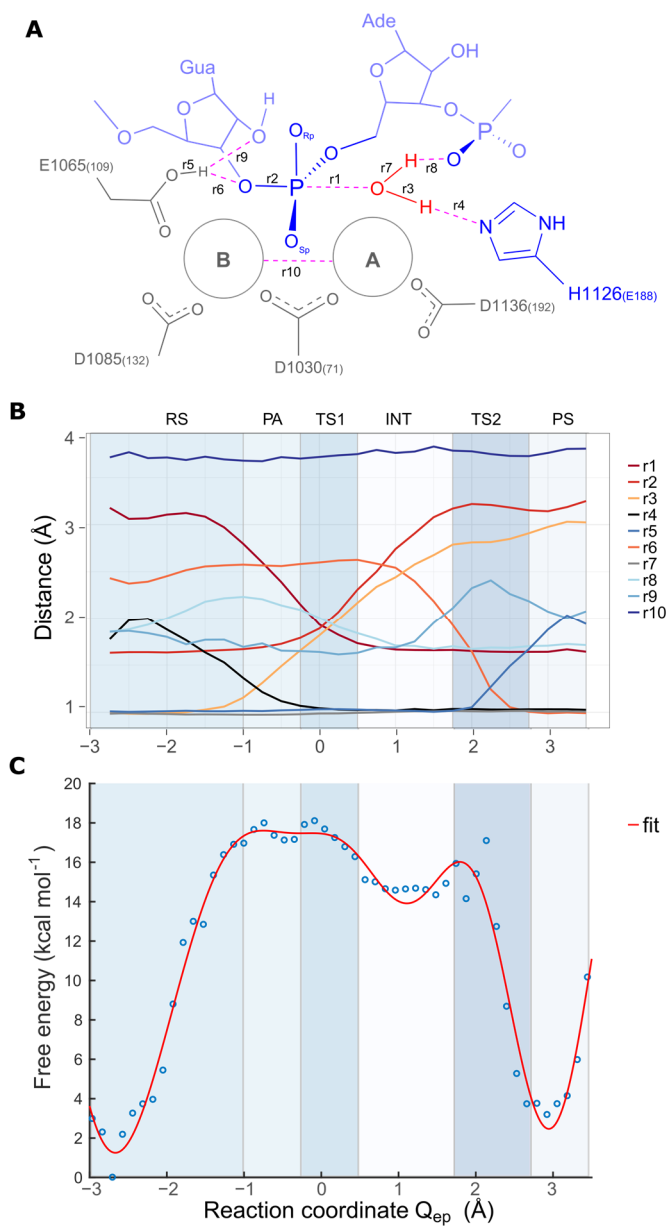 A
Ade
OH
O
Gua
H
O
O
O
O_Rp
O
P
O
E1065(109)
r5
H
r9
r6
O
r2
P
r1
r7
H
r8
O
O
r3
H
r4
N
NH
O
O
O_Sp
B
r10
A
H1126(E188)
O
O
O
O
O
O
D1136(192)
D1085(132)
D1030(71)
B
RS PA TS1 INT TS2 PS
Distance (Å)
4
3
2
1
−3 −2 −1 0 1 2 3
r1
r2
r3
r4
r5
r6
r7
r8
r9
r10
C
Free energy (kcal mol⁻¹)
20
18
16
14
12
10
8
6
4
2
0
−3 −2 −1 0 1 2 3
Reaction coordinate Q_ep (Å)
fit